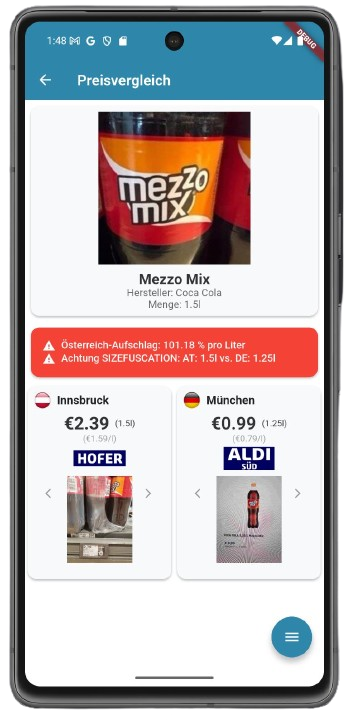 1:48
DEBUG
Preisvergleich
mezzo
mix
Mezzo Mix
Hersteller: Coca Cola
Menge: 1.5l
Österreich-Aufschlag: 101.18 % pro Liter
Achtung SIZEFUSCATION: AT: 1.5l vs. DE: 1.25l
Innsbruck
€2.39 (1.5l)
(€1.59/l)
HOFER
München
€0.99 (1.25l)
(€0.79/l)
ALDI
SÜD